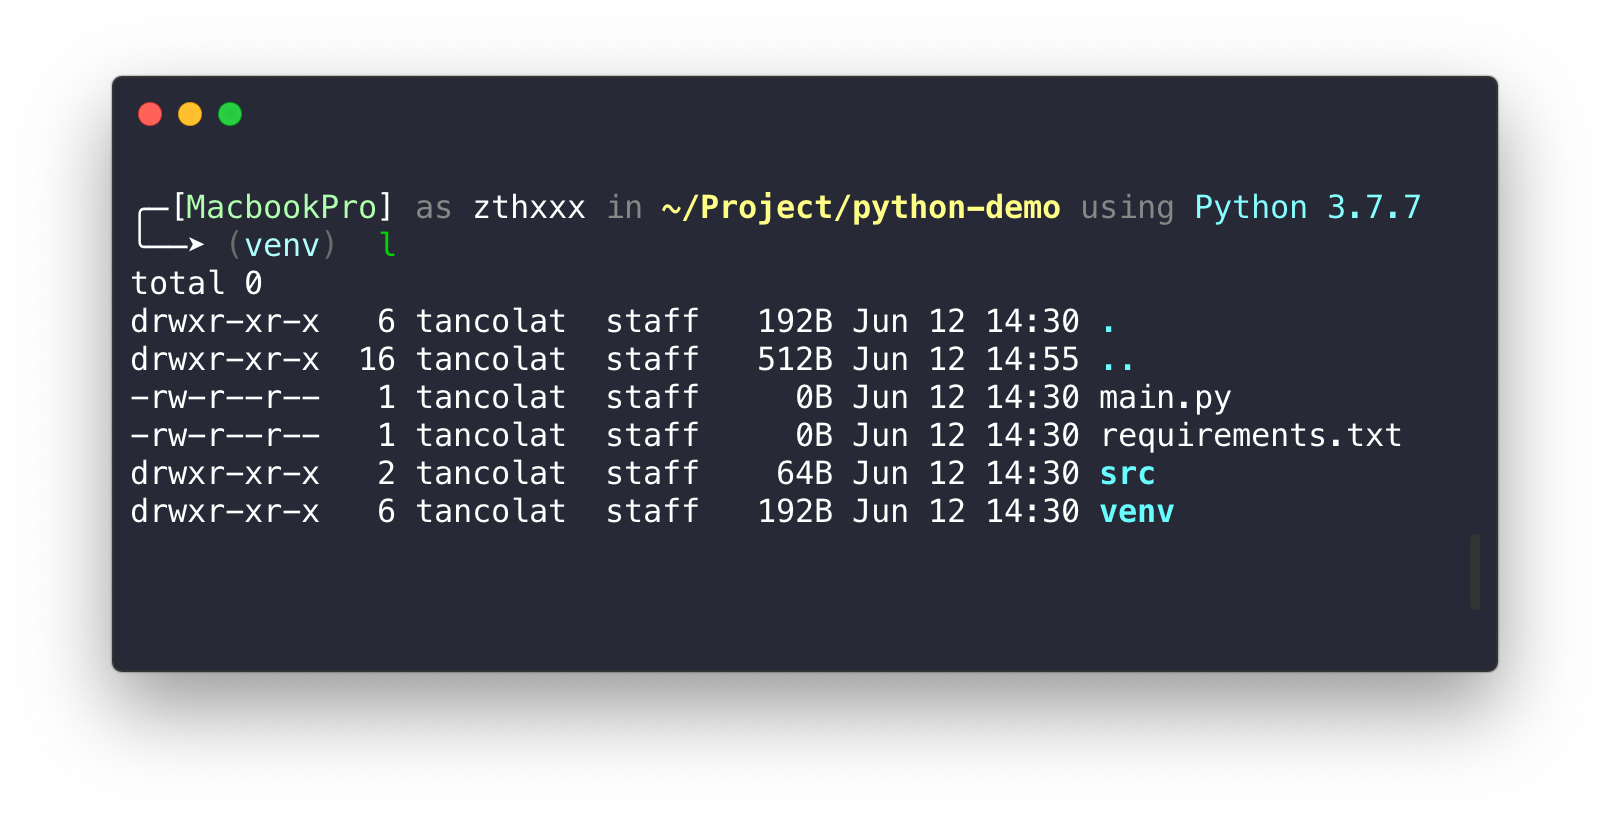 ╭─[MacbookPro] as zthxxx in ~/Project/python-demo using Python 3.7.7
╰──➤ (venv)  l
total 0
drwxr-xr-x   6 tancolat  staff   192B Jun 12 14:30 .
drwxr-xr-x  16 tancolat  staff   512B Jun 12 14:55 ..
-rw-r--r--   1 tancolat  staff     0B Jun 12 14:30 main.py
-rw-r--r--   1 tancolat  staff     0B Jun 12 14:30 requirements.txt
drwxr-xr-x   2 tancolat  staff    64B Jun 12 14:30 src
drwxr-xr-x   6 tancolat  staff   192B Jun 12 14:30 venv